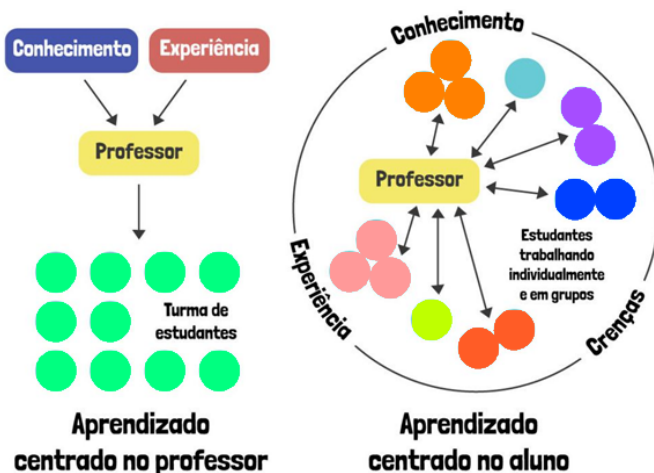 Conhecimento
Experiência
Professor
Turma de
estudantes
Aprendizado
centrado no professor
Conhecimento
Professor
Estudantes
trabalhando
individualmente
e em grupos
Experiência
Crenças
Aprendizado
centrado no aluno